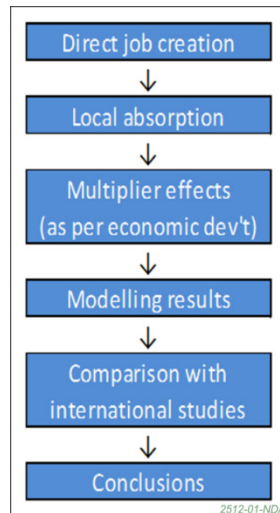 Direct job creation
↓
Local absorption
↓
Multiplier effects
(as per economic dev't)
↓
Modelling results
↓
Comparison with
international studies
↓
Conclusions
2512-01-ND